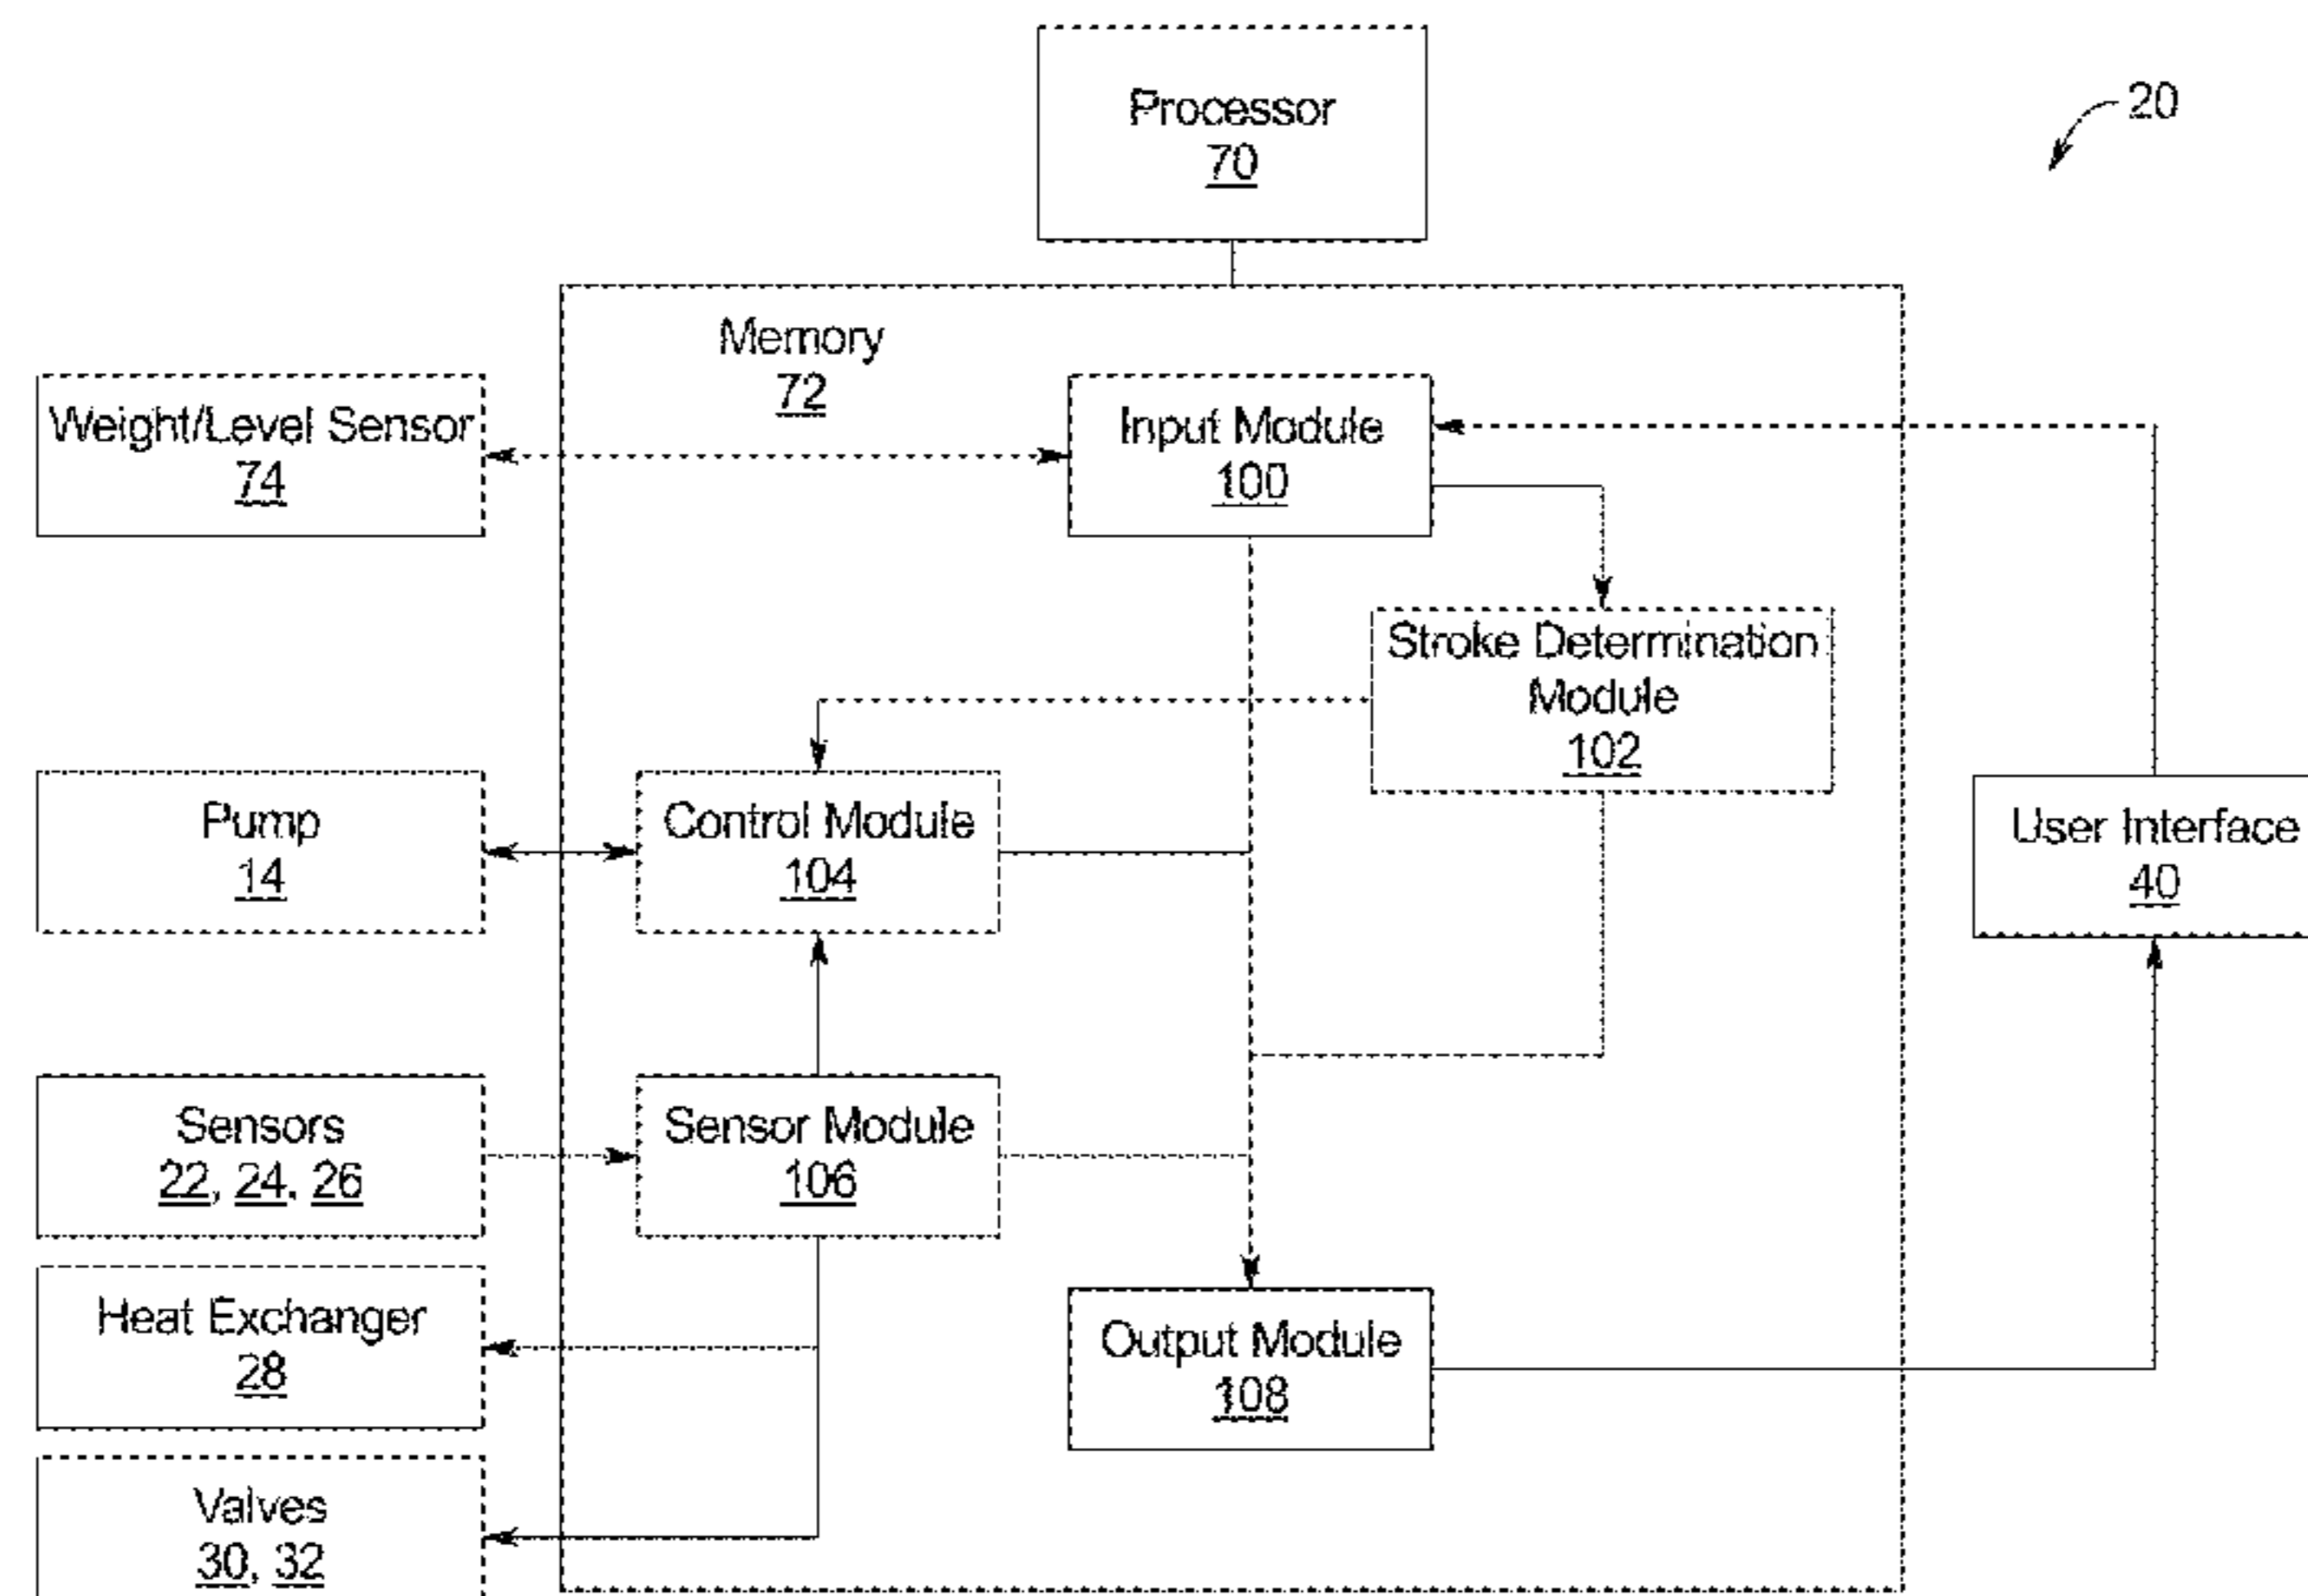 Processor
70
20
Memory
72
Weight/Level Sensor
74
Input Module
100
Stroke Determination
Module
102
Pump
14
Control Module
104
User Interface
40
Sensors
22, 24, 26
Sensor Module
106
Heat Exchanger
28
Output Module
108
Valves
30, 32